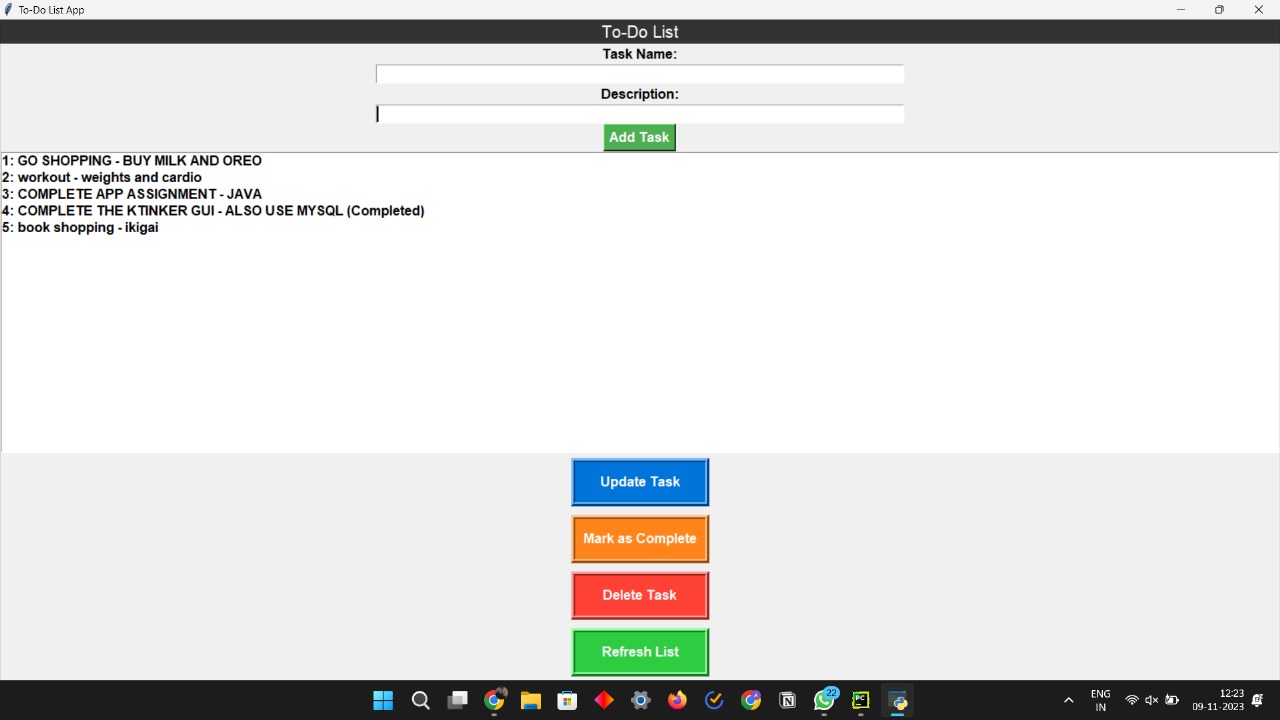 To-Do List App
To-Do List
Task Name:
Description:
Add Task
1: GO SHOPPING - BUY MILK AND OREO
2: workout - weights and cardio
3: COMPLETE APP ASSIGNMENT - JAVA
4: COMPLETE THE KTINKER GUI - ALSO USE MYSQL (Completed)
5: book shopping - ikigai
Update Task
Mark as Complete
Delete Task
Refresh List
22
PC
ENG
IN
12:23
09-11-2023